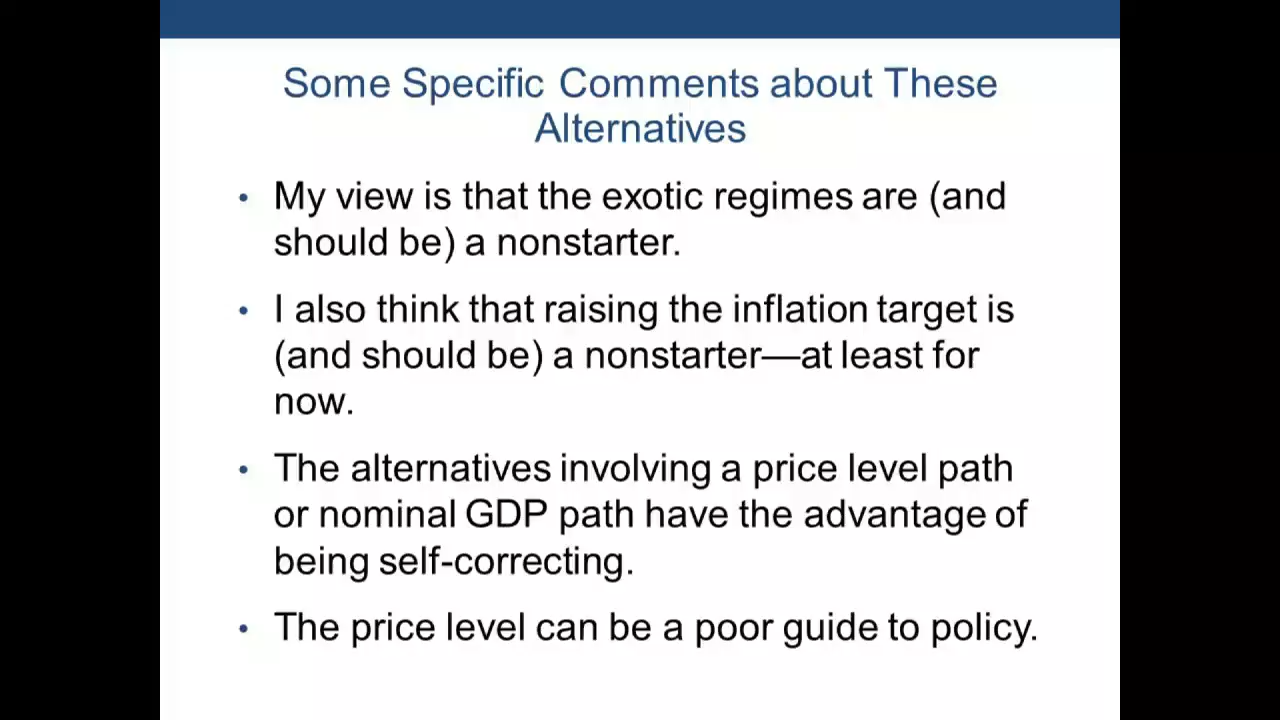 Some Specific Comments about These
Alternatives
• My view is that the exotic regimes are (and
should be) a nonstarter.
• I also think that raising the inflation target is
(and should be) a nonstarter—at least for
now.
• The alternatives involving a price level path
or nominal GDP path have the advantage of
being self-correcting.
• The price level can be a poor guide to policy.